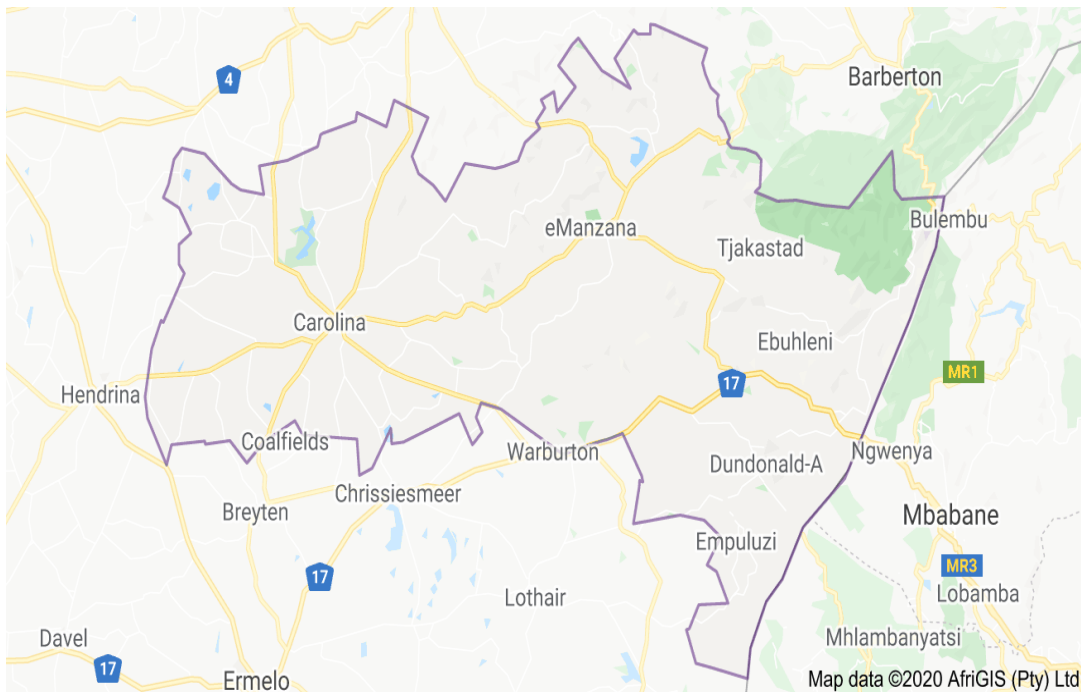 4
Barberton
eManzana
Bulembu
Tjakastad
Carolina
Ebuhleni
MR1
17
Hendrina
Coalfields
Warburton
Ngwenya
Dundonald-A
Chrissiesmeer
Breyten
Mbabane
Empuluzi
17
MR3
Lothair
Lobamba
Davel
Mhlambanyatsi
17
Ermelo
Map data ©2020 AfriGIS (Pty) Ltd